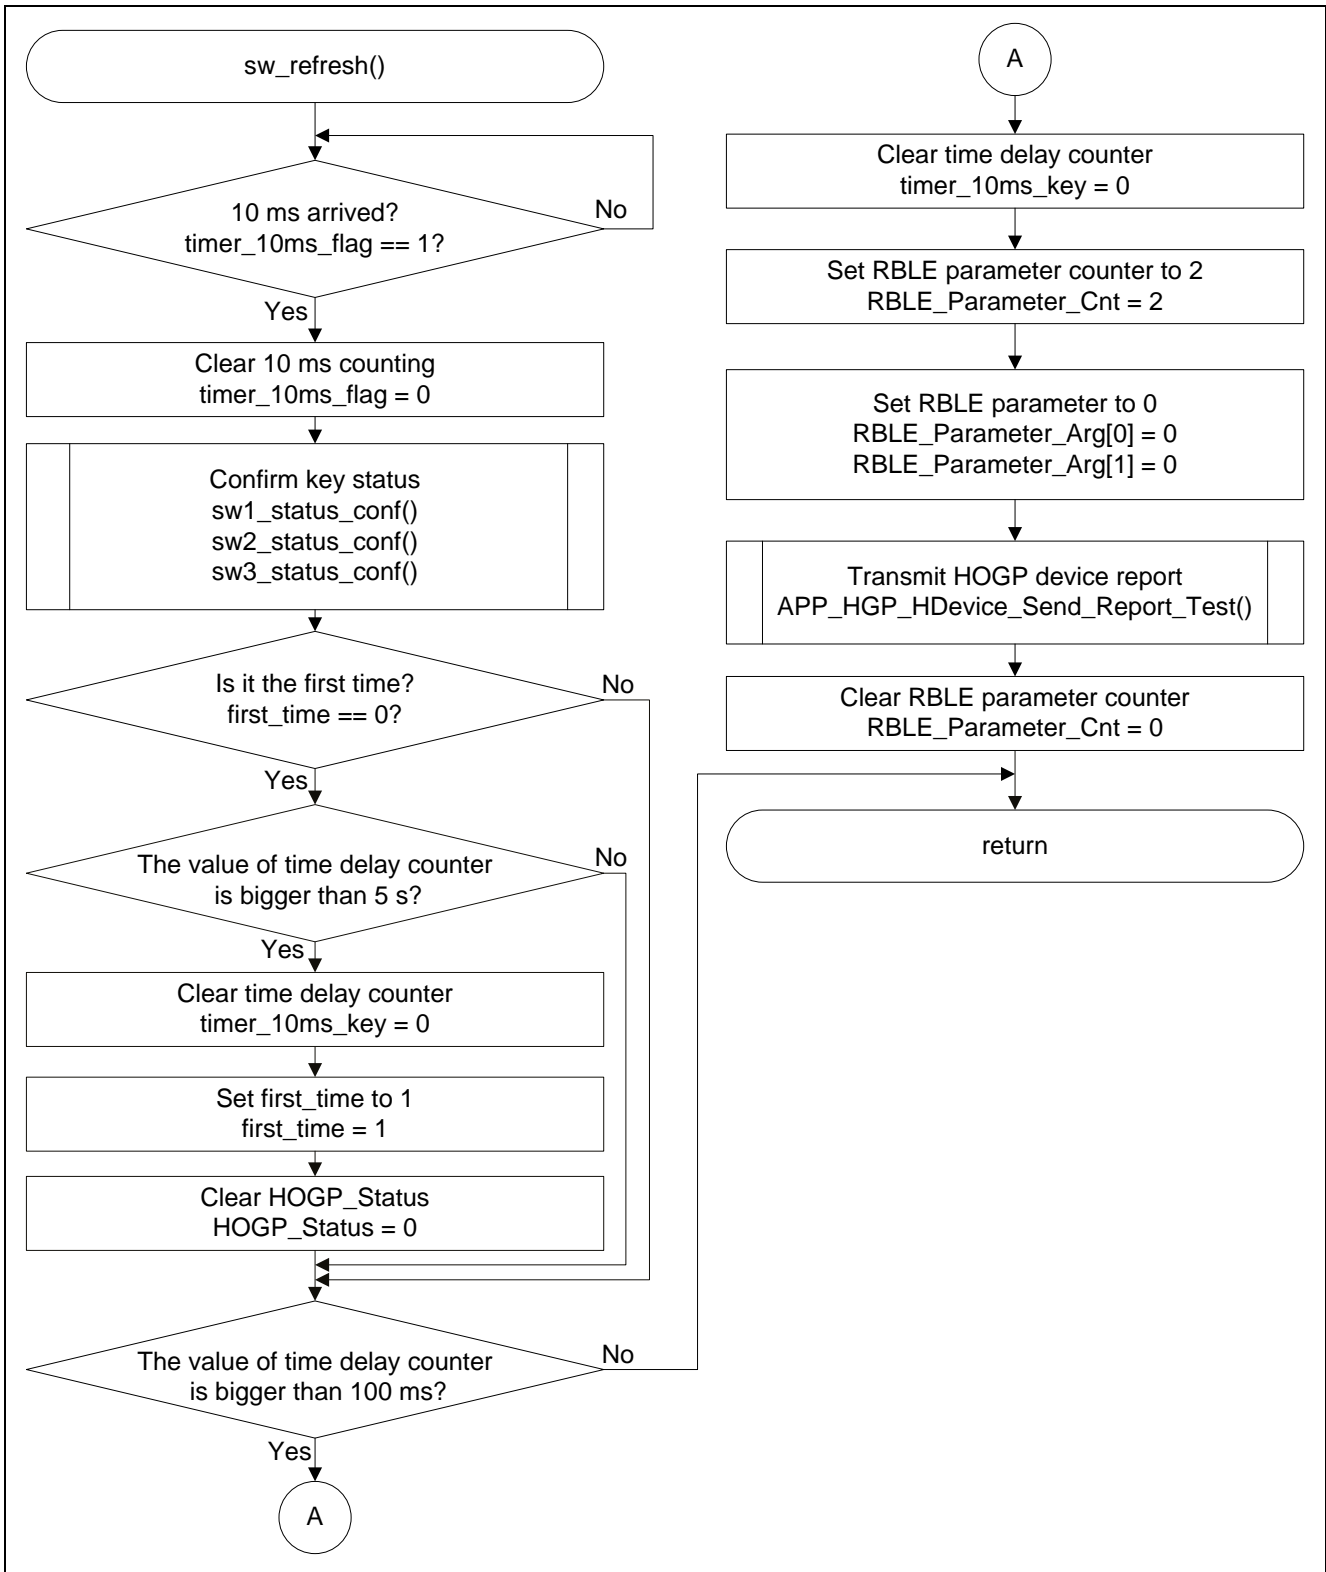 sw_refresh()
10 ms arrived?
timer_10ms_flag == 1?
No
Yes
Clear 10 ms counting
timer_10ms_flag = 0
Confirm key status
sw1_status_conf()
sw2_status_conf()
sw3_status_conf()
Is it the first time?
first_time == 0?
No
Yes
The value of time delay counter
is bigger than 5 s?
No
Yes
Clear time delay counter
timer_10ms_key = 0
Set first_time to 1
first_time = 1
Clear HOGP_Status
HOGP_Status = 0
The value of time delay counter
is bigger than 100 ms?
No
Yes
A
A
Clear time delay counter
timer_10ms_key = 0
Set RBLE parameter counter to 2
RBLE_Parameter_Cnt = 2
Set RBLE parameter to 0
RBLE_Parameter_Arg[0] = 0
RBLE_Parameter_Arg[1] = 0
Transmit HOGP device report
APP_HGP_HDevice_Send_Report_Test()
Clear RBLE parameter counter
RBLE_Parameter_Cnt = 0
return